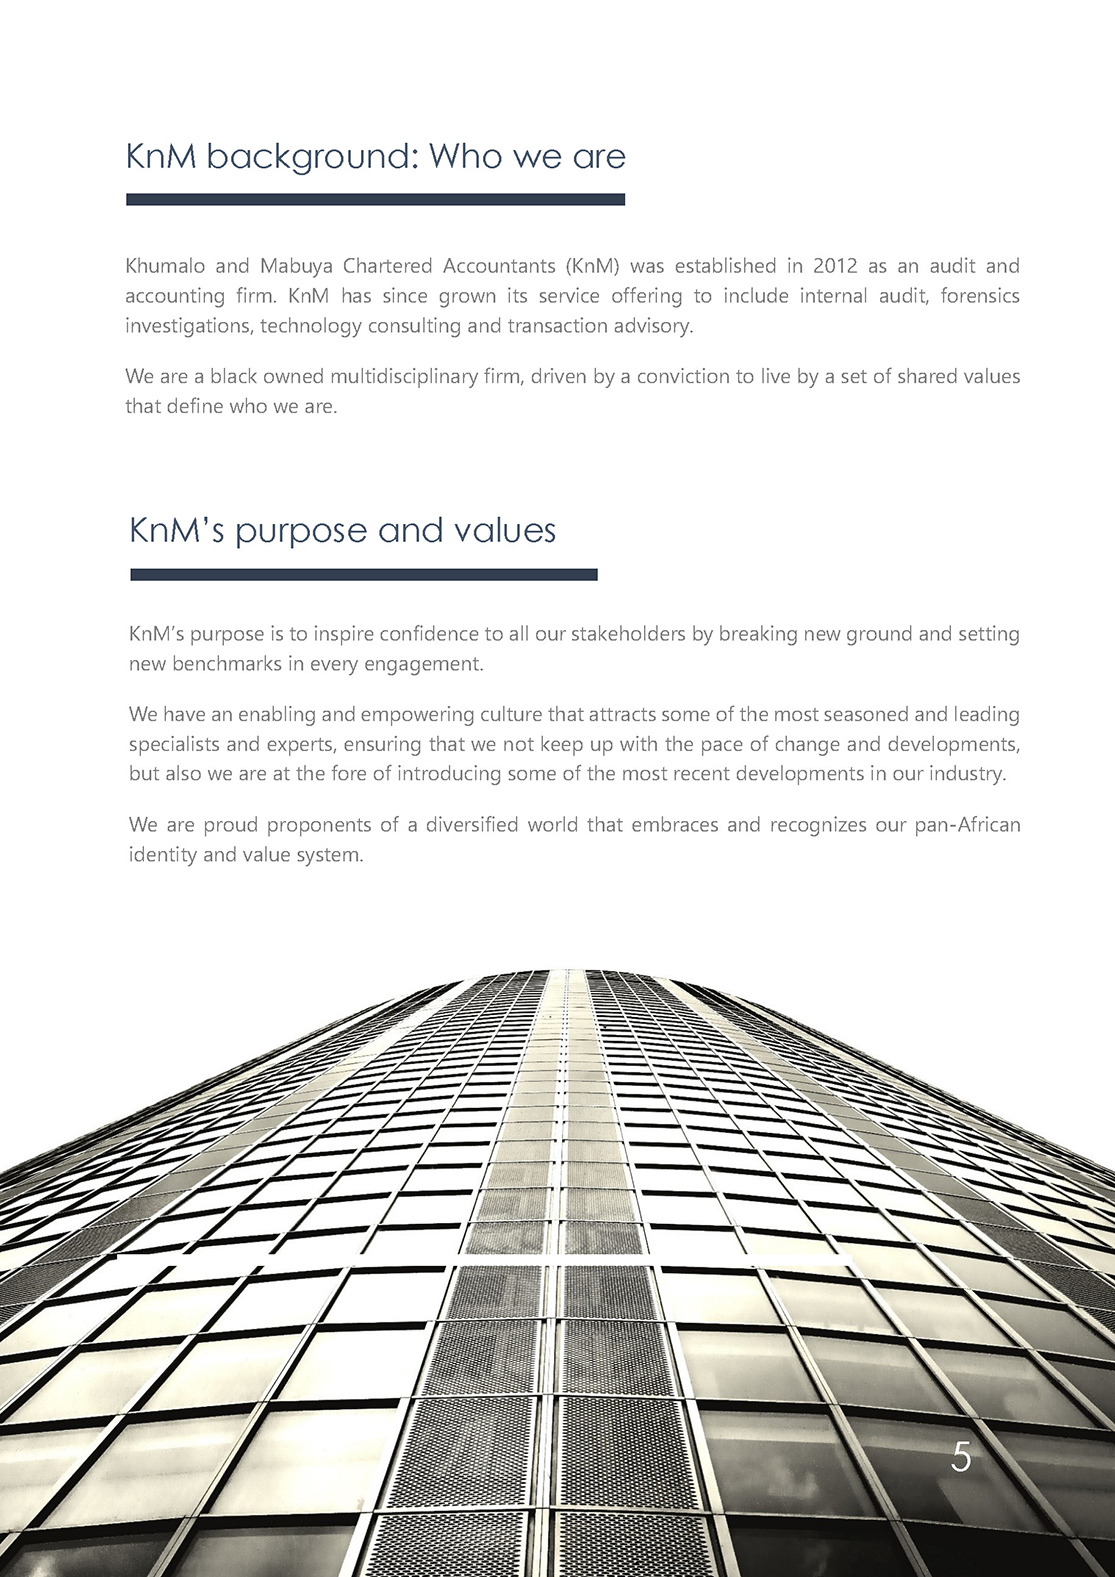 KnM background: Who we are
Khumalo and Mabuya Chartered Accountants (KnM) was established in 2012 as an audit and
accounting firm. KnM has since grown its service offering to include internal audit, forensics
investigations, technology consulting and transaction advisory.
We are a black owned multidisciplinary firm, driven by a conviction to live by a set of shared values
that define who we are.
KnM’s purpose and values
KnM’s purpose is to inspire confidence to all our stakeholders by breaking new ground and setting
new benchmarks in every engagement.
We have an enabling and empowering culture that attracts some of the most seasoned and leading
specialists and experts, ensuring that we not keep up with the pace of change and developments,
but also we are at the fore of introducing some of the most recent developments in our industry.
We are proud proponents of a diversified world that embraces and recognizes our pan-African
identity and value system.
5